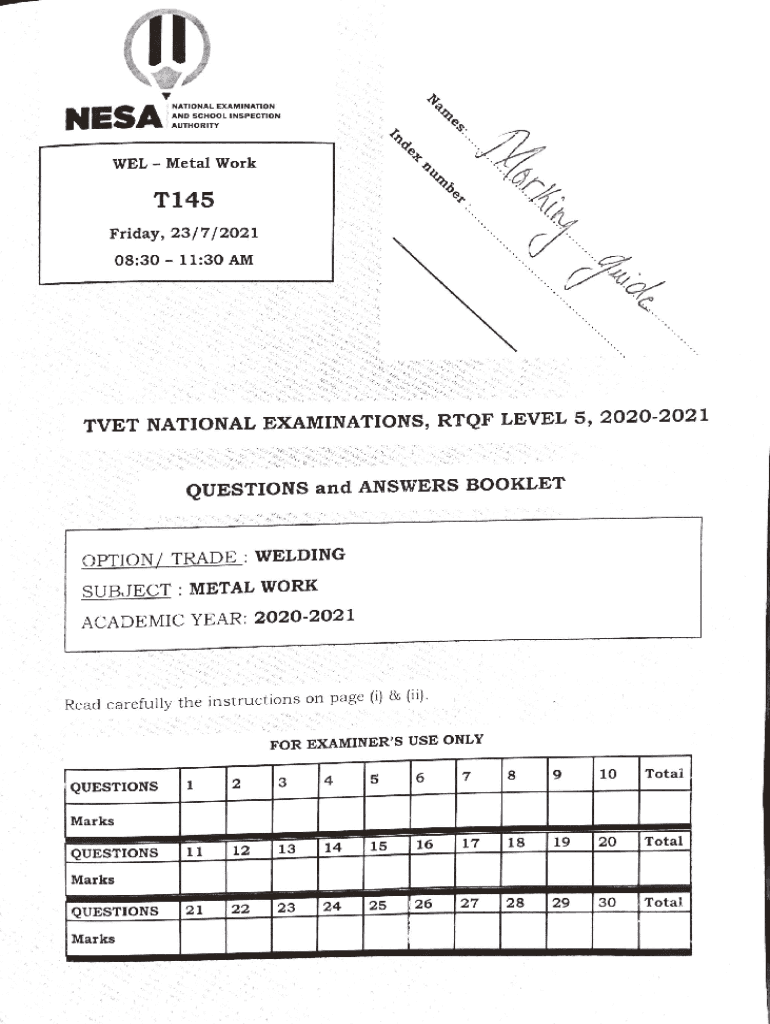 NESA
NATIONAL EXAMINATION
AND SCHOOL INSPECTION
AUTHORITY
WEL – Metal Work
T145
Friday, 23/7/2021
08:30 – 11:30 AM
Names:
Marking guide
Index number
TVET NATIONAL EXAMINATIONS, RTQF LEVEL 5, 2020-2021
QUESTIONS and ANSWERS BOOKLET
OPTION/ TRADE : WELDING
SUBJECT : METAL WORK
ACADEMIC YEAR: 2020-2021
Read carefully the instructions on page (i) & (ii).
FOR EXAMINER'S USE ONLY
QUESTIONS 1 2 3 4 5 6 7 8 9 10 Total
Marks
QUESTIONS 11 12 13 14 15 16 17 18 19 20 Total
Marks
QUESTIONS 21 22 23 24 25 26 27 28 29 30 Total
Marks